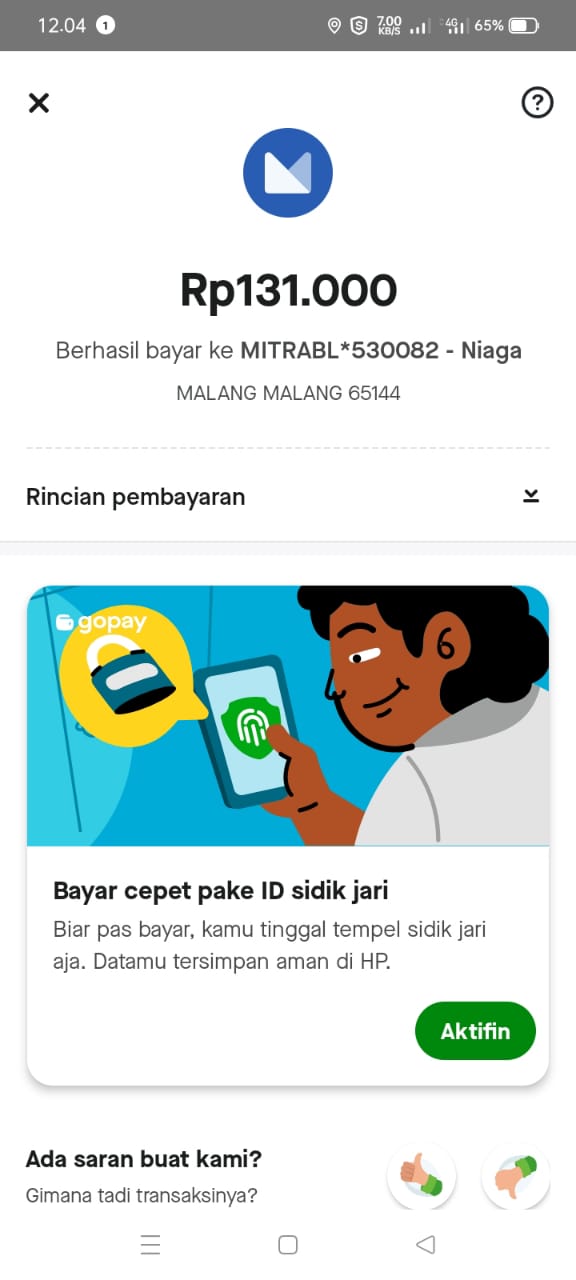 12.04 1 7.00 KB/S 4G 65%
?
Rp131.000
Berhasil bayar ke MITRABL*530082 - Niaga
MALANG MALANG 65144
Rincian pembayaran
gopay
Bayar cepet pake ID sidik jari
Biar pas bayar, kamu tinggal tempel sidik jari
aja. Datamu tersimpan aman di HP.
Aktifin
Ada saran buat kami?
Gimana tadi transaksinya?